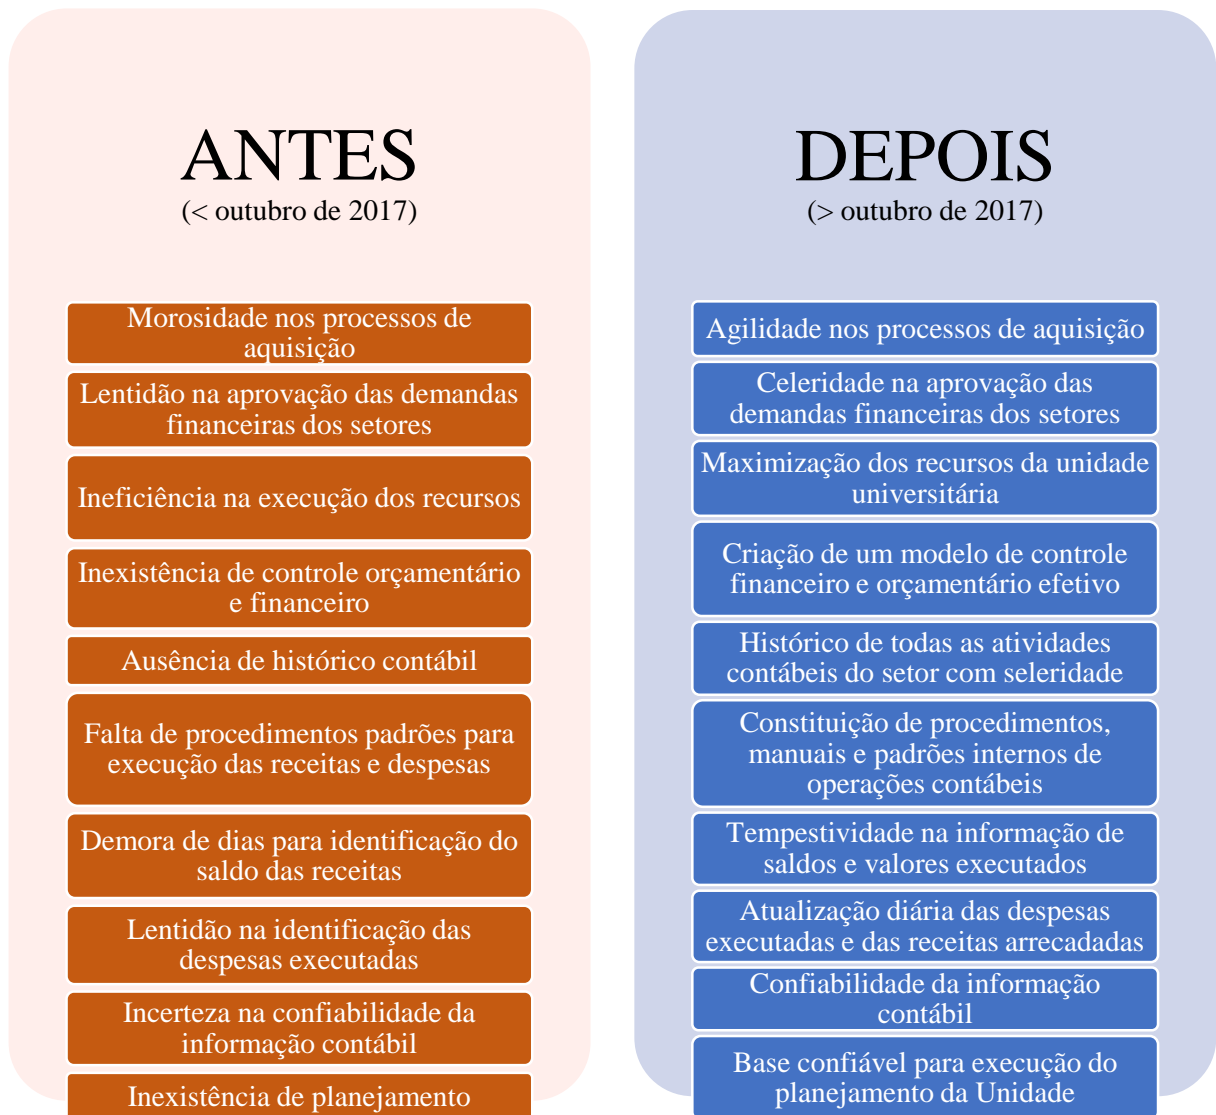 ANTES
(< outubro de 2017)
Morosidade nos processos de
aquisição
Lentidão na aprovação das demandas
financeiras dos setores
Ineficiência na execução dos recursos
Inexistência de controle orçamentário
e financeiro
Ausência de histórico contábil
Falta de procedimentos padrões para
execução das receitas e despesas
Demora de dias para identificação do
saldo das receitas
Lentidão na identificação das
despesas executadas
Incerteza na confiabilidade da
informação contábil
Inexistência de planejamento
DEPOIS
(> outubro de 2017)
Agilidade nos processos de aquisição
Celeridade na aprovação das
demandas financeiras dos setores
Maximização dos recursos da unidade
universitária
Criação de um modelo de controle
financeiro e orçamentário efetivo
Histórico de todas as atividades
contábeis do setor com seleridade
Constituição de procedimentos,
manuais e padrões internos de
operações contábeis
Tempestividade na informação de
saldos e valores executados
Atualização diária das despesas
executadas e das receitas arrecadadas
Confiabilidade da informação
contábil
Base confiável para execução do
planejamento da Unidade